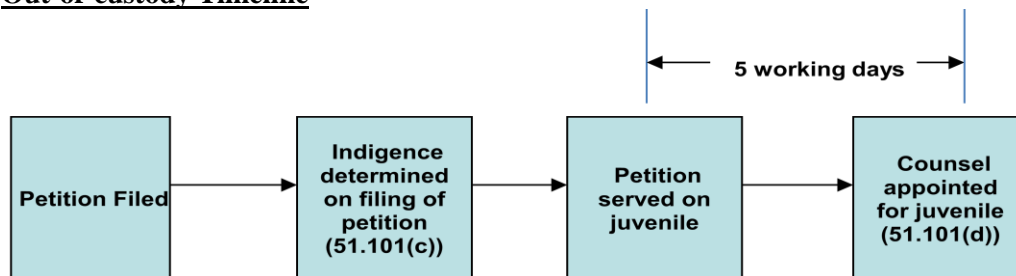 Out-of-custody Timeline
5 working days
Petition Filed
Indigence
determined
on filing of
petition
(51.101(c))
Petition
served on
juvenile
Counsel
appointed
for juvenile
(51.101(d))